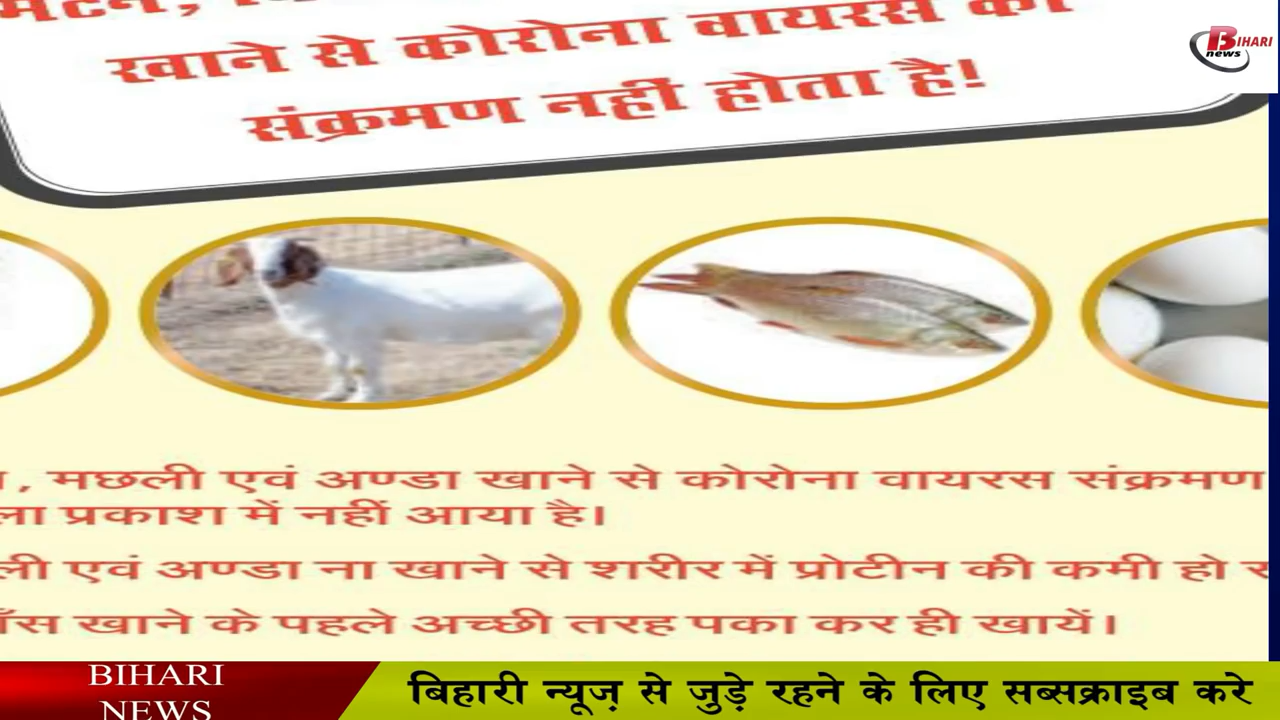 मटन,
खाने से कोरोना वायरस का
संक्रमण नहीं होता है!
BIHARI
news
, मछली एवं अण्डा खाने से कोरोना वायरस संक्रमण
ला प्रकाश में नहीं आया है।
ली एवं अण्डा ना खाने से शरीर में प्रोटीन की कमी हो
माँस खाने के पहले अच्छी तरह पका कर ही खायें।
BIHARI
NEWS
बिहारी न्यूज़ से जुड़े रहने के लिए सब्सक्राइब करे